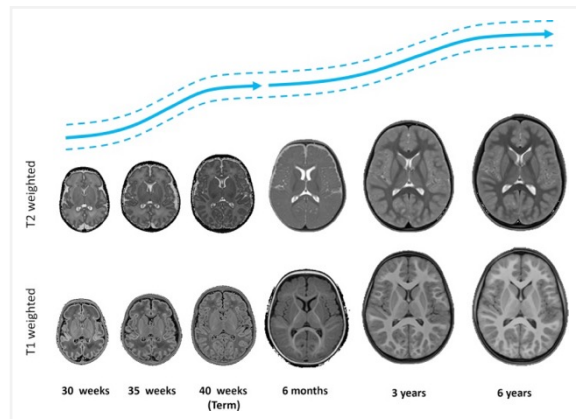 T2 weighted
T1 weighted
30 weeks
35 weeks
40 weeks
(Term)
6 months
3 years
6 years